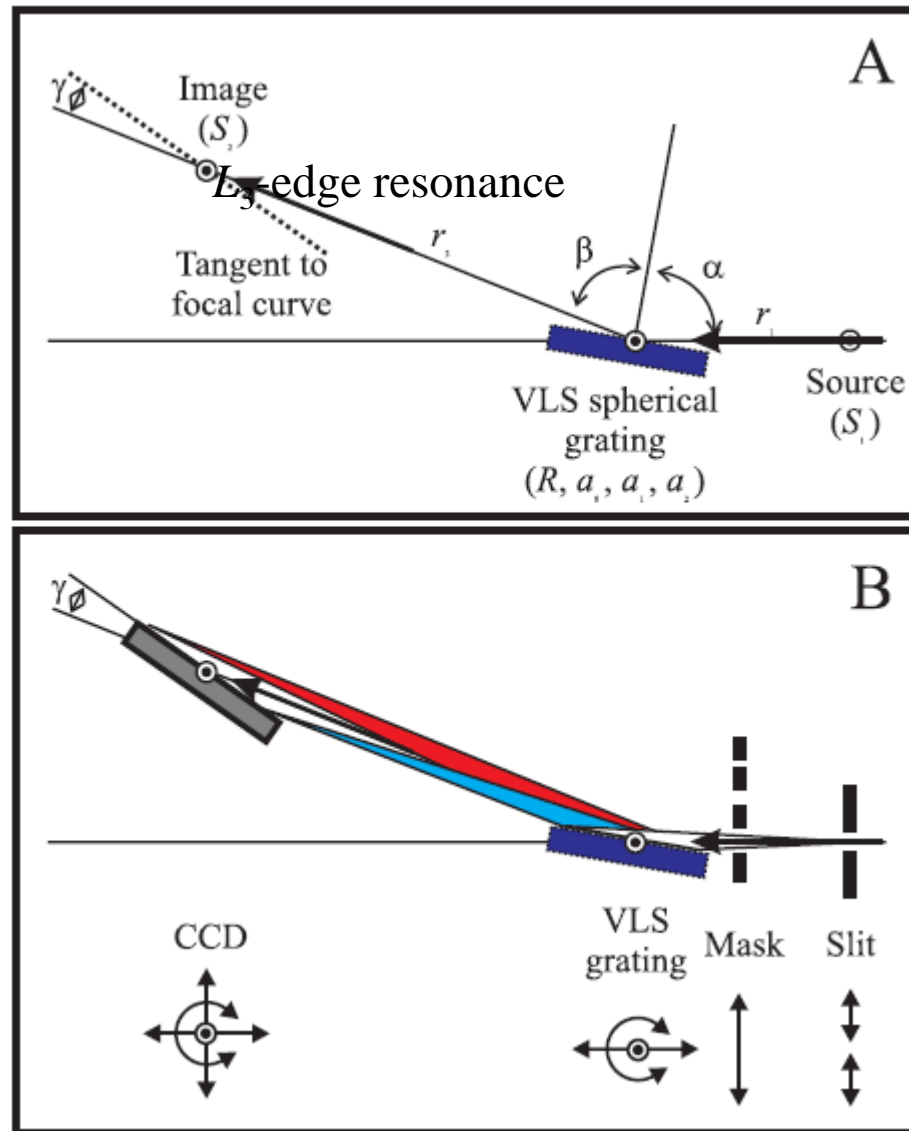 A
γ
Image
(S₂)
L₃-edge resonance
Tangent to
focal curve
r₂
β
α
r₁
VLS spherical
grating
(R, a₀, a₁, a₂)
Source
(S₁)
B
γ
CCD
VLS
grating
Mask
Slit